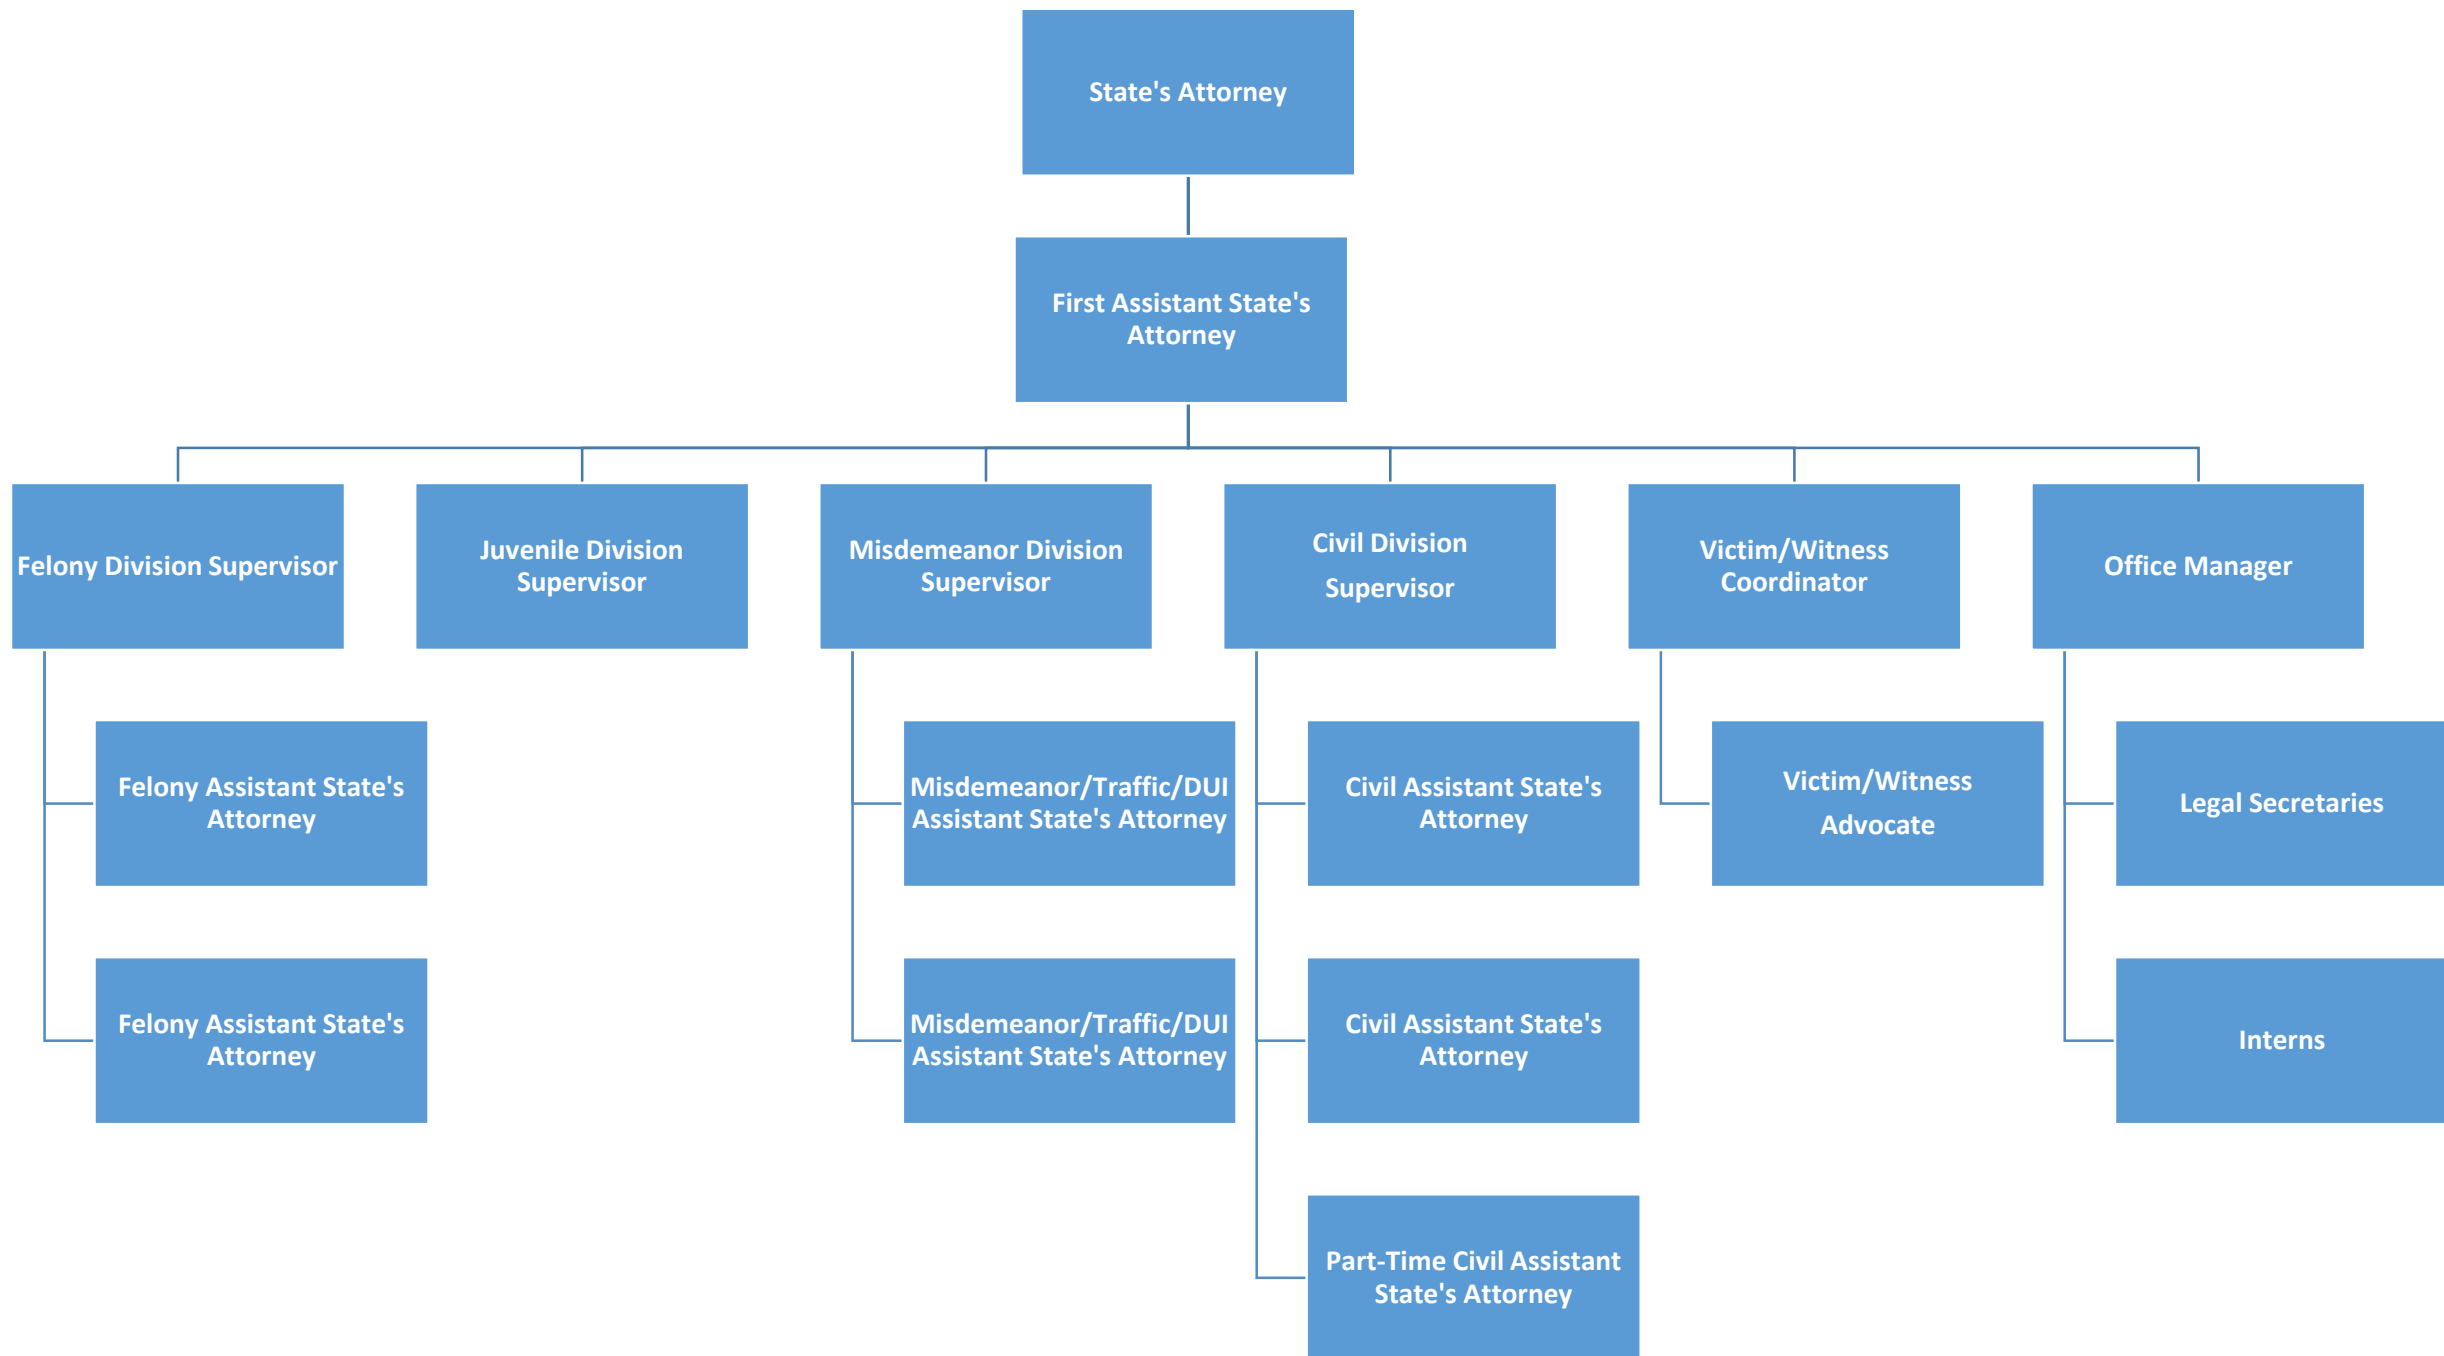 State's Attorney
First Assistant State's
Attorney
Felony Division Supervisor
Juvenile Division
Supervisor
Misdemeanor Division
Supervisor
Civil Division
Supervisor
Victim/Witness
Coordinator
Office Manager
Felony Assistant State's
Attorney
Misdemeanor/Traffic/DUI
Assistant State's Attorney
Civil Assistant State's
Attorney
Victim/Witness
Advocate
Legal Secretaries
Felony Assistant State's
Attorney
Misdemeanor/Traffic/DUI
Assistant State's Attorney
Civil Assistant State's
Attorney
Interns
Part-Time Civil Assistant
State's Attorney